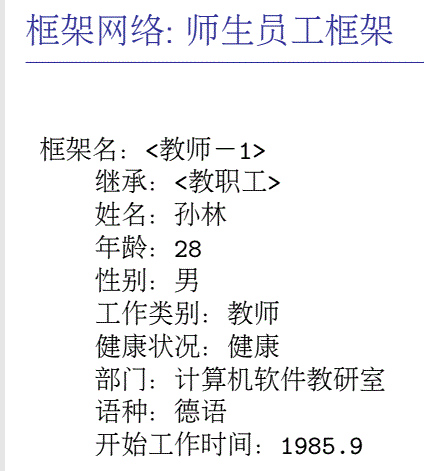 框架网络: 师生员工框架
框架名：<教师－1>
继承：<教职工>
姓名：孙林
年龄：28
性别：男
工作类别：教师
健康状况：健康
部门：计算机软件教研室
语种：德语
开始工作时间：1985.9